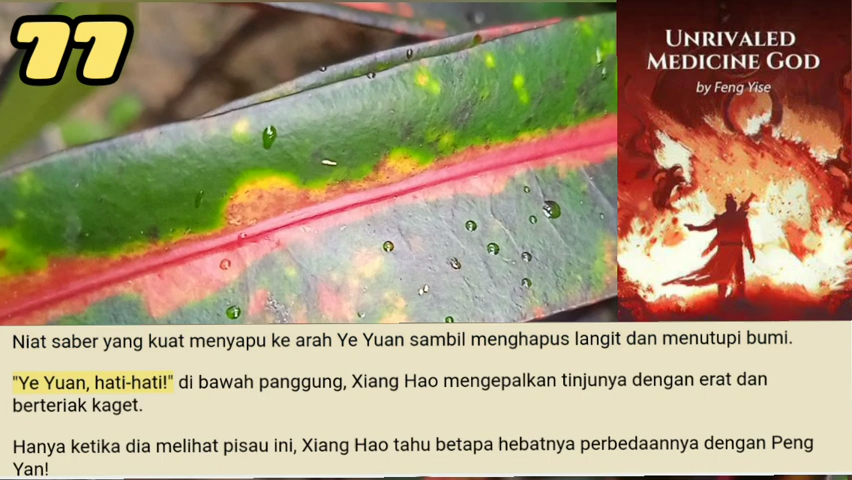 77
UNRIVALED
MEDICINE GOD
by Feng Yise
Niat saber yang kuat menyapu ke arah Ye Yuan sambil menghapus langit dan menutupi bumi.
"Ye Yuan, hati-hati!" di bawah panggung, Xiang Hao mengepalkan tinjunya dengan erat dan
berteriak kaget.
Hanya ketika dia melihat pisau ini, Xiang Hao tahu betapa hebatnya perbedaannya dengan Peng
Yan!